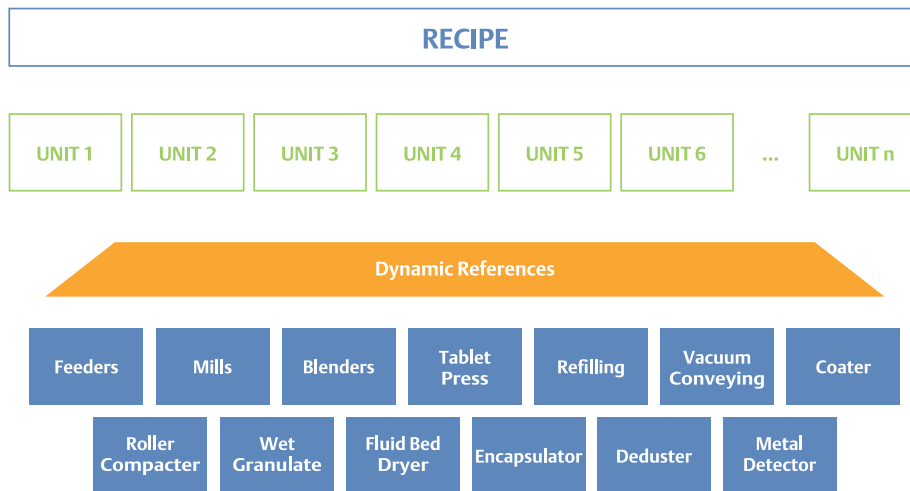 RECIPE
UNIT 1
UNIT 2
UNIT 3
UNIT 4
UNIT 5
UNIT 6
...
UNIT n
Dynamic References
Feeders
Mills
Blenders
Tablet
Press
Refilling
Vacuum
Conveying
Coater
Roller
Compacter
Wet
Granulate
Fluid Bed
Dryer
Encapsulator
Deduster
Metal
Detector